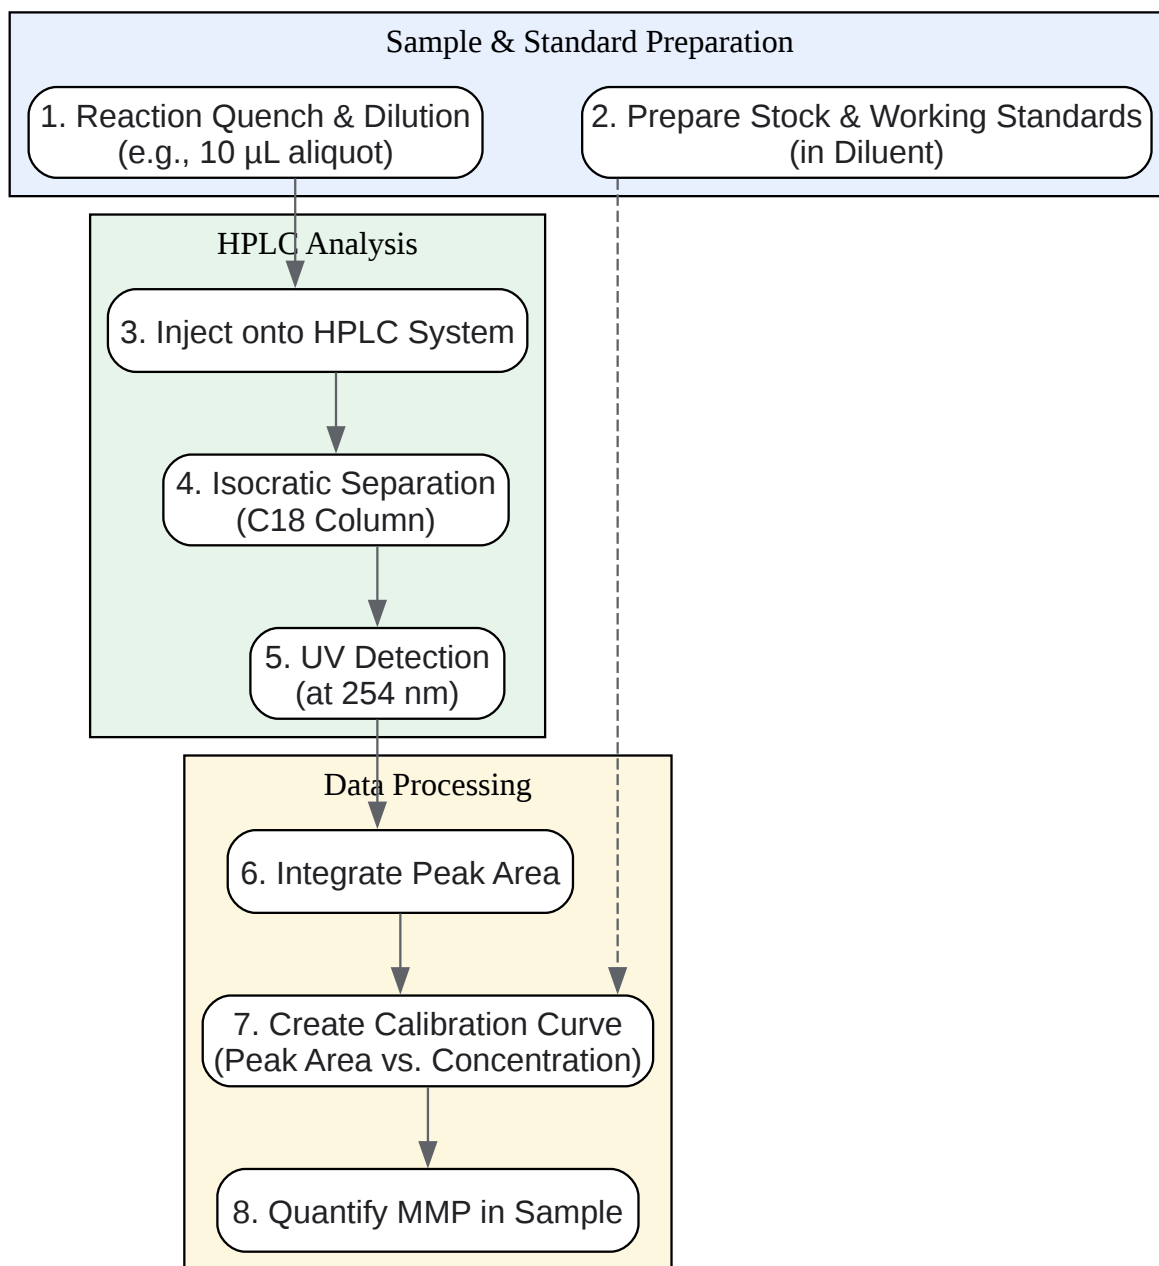 Sample & Standard Preparation
1. Reaction Quench & Dilution
(e.g., 10 µL aliquot)
2. Prepare Stock & Working Standards
(in Diluent)
HPLC Analysis
3. Inject onto HPLC System
4. Isocratic Separation
(C18 Column)
5. UV Detection
(at 254 nm)
Data Processing
6. Integrate Peak Area
7. Create Calibration Curve
(Peak Area vs. Concentration)
8. Quantify MMP in Sample